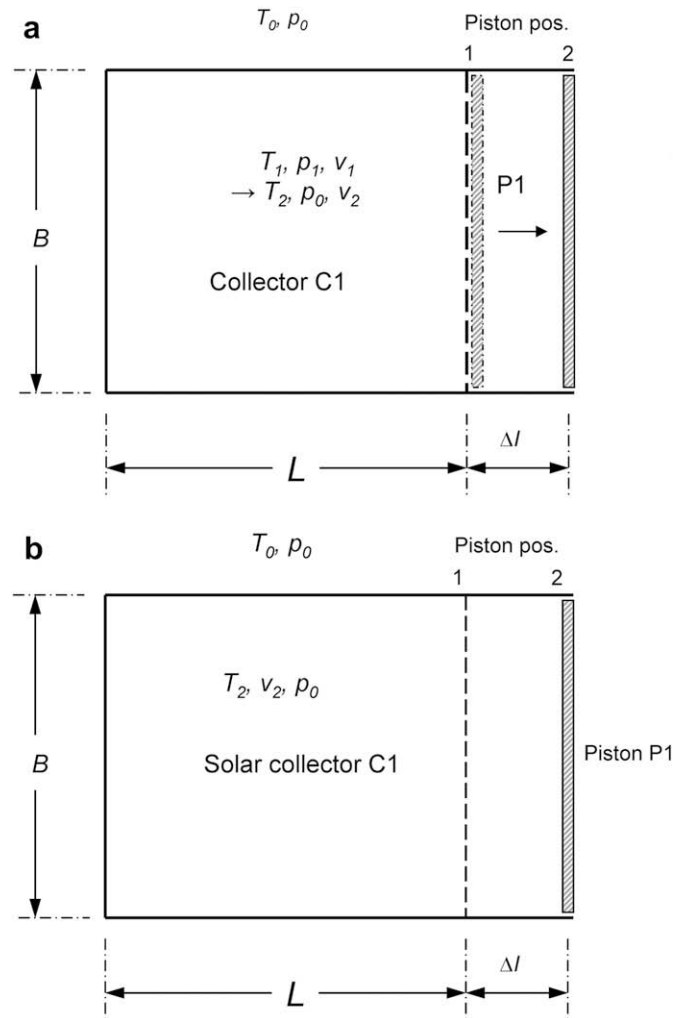 a
T₀, p₀
Piston pos.
1 2
T₁, p₁, v₁
→ T₂, p₀, v₂
P1
B
Collector C1
L
Δl
b
T₀, p₀
Piston pos.
1 2
T₂, v₂, p₀
B
Solar collector C1
Piston P1
L
Δl